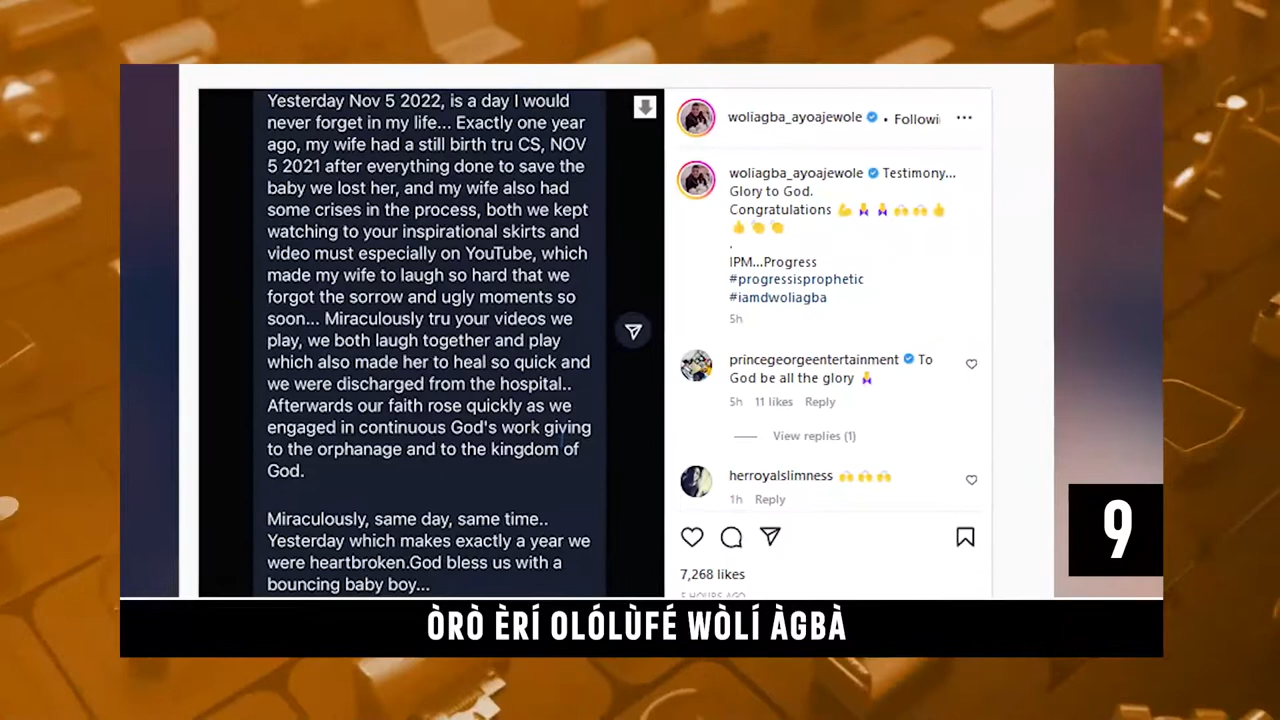 Yesterday Nov 5 2022, is a day I would
never forget in my life... Exactly one year
ago, my wife had a still birth tru CS, NOV
5 2021 after everything done to save the
baby we lost her, and my wife also had
some crises in the process, both we kept
watching to your inspirational skirts and
video must especially on YouTube, which
made my wife to laugh so hard that we
forgot the sorrow and ugly moments so
soon... Miraculously tru your videos we
play, we both laugh together and play
which also made her to heal so quick and
we were discharged from the hospital..
Afterwards our faith rose quickly as we
engaged in continuous God's work giving
to the orphanage and to the kingdom of
God.
Miraculously, same day, same time..
Yesterday which makes exactly a year we
were heartbroken.God bless us with a
bouncing baby boy...
woliagba_ayoajewole • Followi
woliagba_ayoajewole Testimony...
Glory to God.
Congratulations 💪🧎‍♀️🧎‍♀️🙌🙌👍
👍👏👏
.
IPM...Progress
#progressisprophetic
#iamdwoliagba
5h
princegeorgeentertainment To
God be all the glory 🧎‍♀️
5h 11 likes Reply
View replies (1)
herroyalslimness 🙌🙌🙌
1h Reply
7,268 likes
5 HOURS AGO
9
ÒRÒ ÈRÍ OLÓLÙFÉ WÒLÍ ÀGBÀ